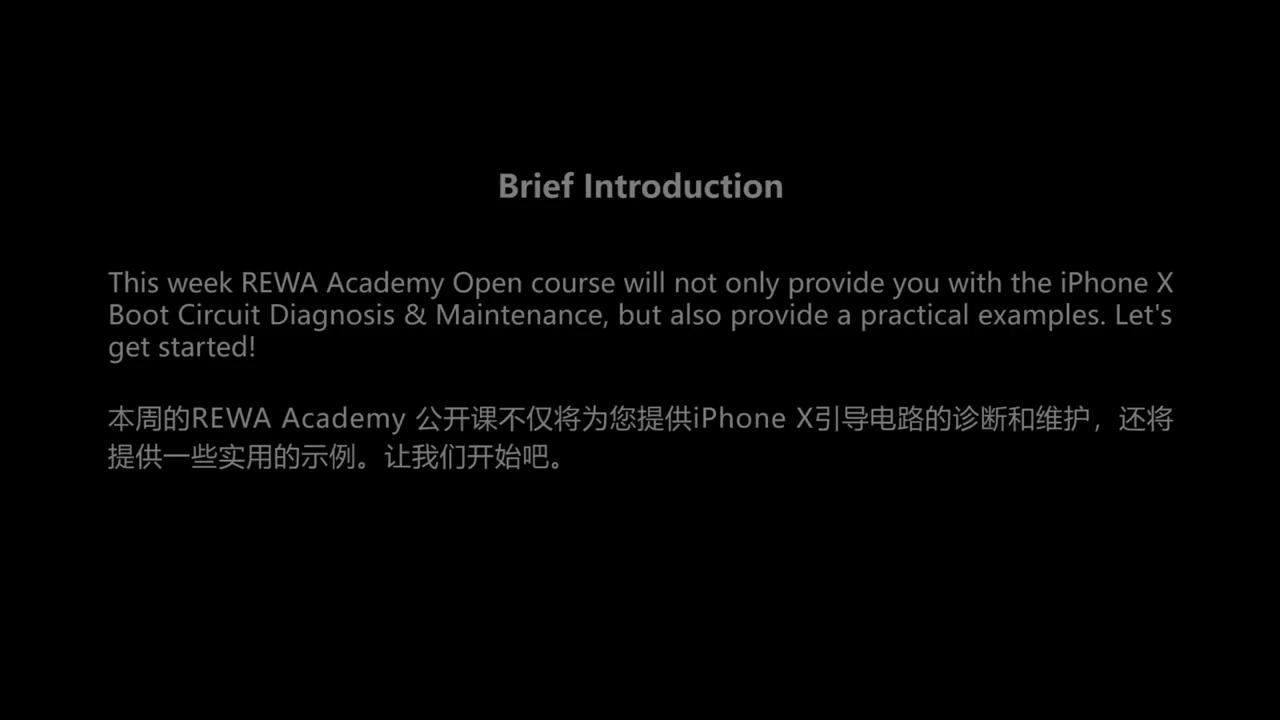 Brief Introduction
This week REWA Academy Open course will not only provide you with the iPhone X
Boot Circuit Diagnosis & Maintenance, but also provide a practical examples. Let's
get started!
本周的REWA Academy 公开课不仅将为您提供iPhone X引导电路的诊断和维护，还将
提供一些实用的示例。让我们开始吧。